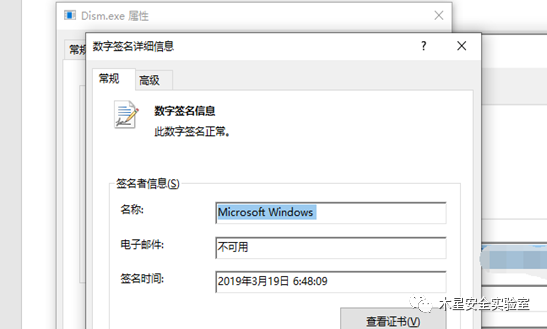 Dism.exe 属性
数字签名详细信息
常规
常规
高级
数字签名信息
此数字签名正常。
签名者信息(S)
名称:
Microsoft Windows
电子邮件:
不可用
签名时间:
2019年3月19日 6:48:09
查看证书(V)
木星安全实验室